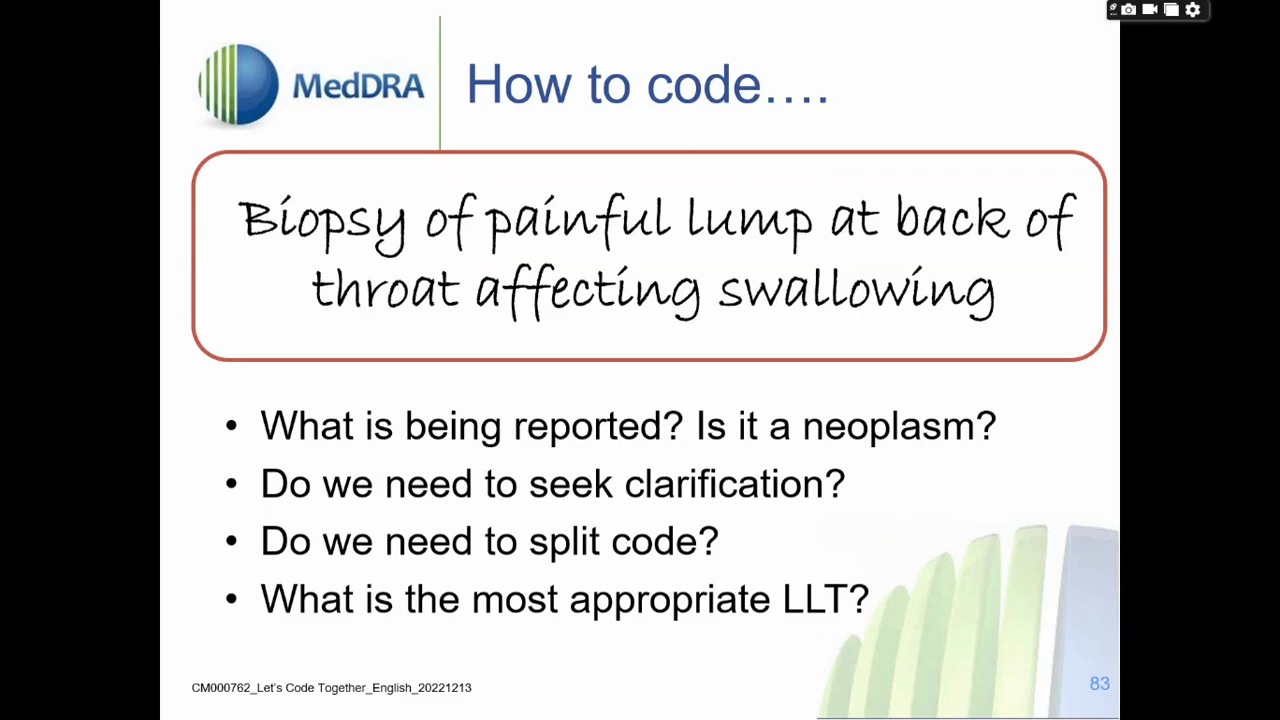 MedDRA
How to code….
Biopsy of painful lump at back of
throat affecting swallowing
• What is being reported? Is it a neoplasm?
• Do we need to seek clarification?
• Do we need to split code?
• What is the most appropriate LLT?
CM000762_Let's Code Together_English_20221213
83